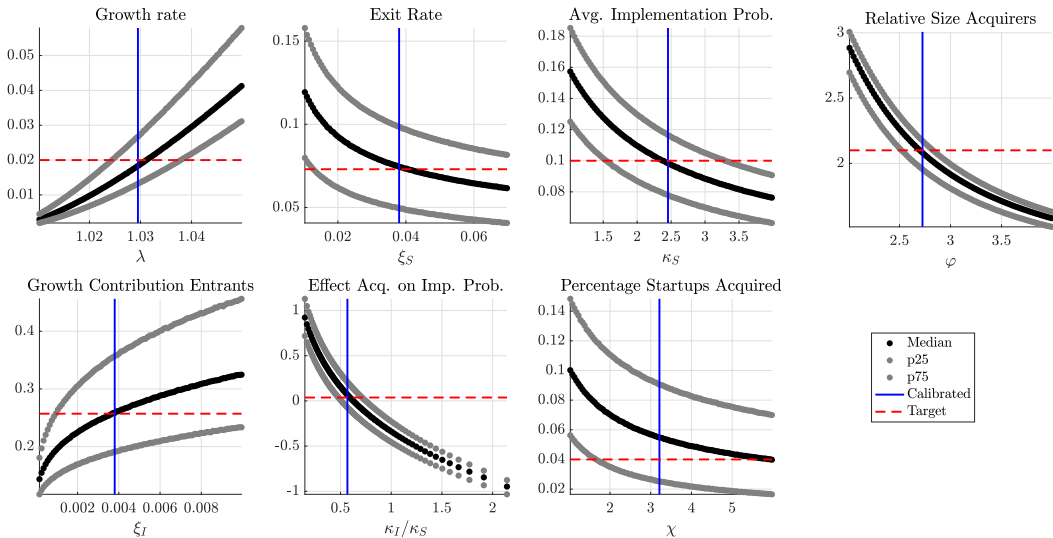 Growth rate
0.05
0.04
0.03
0.02
0.01
1.02
1.03
1.04
λ
Exit Rate
0.15
0.1
0.05
0.02
0.04
0.06
ξ_S
Avg. Implementation Prob.
0.18
0.16
0.14
0.12
0.1
0.08
1.5
2.5
3.5
κ_S
Relative Size Acquirers
3
2
2.5
3
3.5
φ
Growth Contribution Entrants
0.4
0.3
0.2
0.002
0.004
0.006
0.008
ξ_I
Effect Acq. on Imp. Prob.
1
0.5
0
-0.5
-1
0.5
1
1.5
2
κ_I/κ_S
Percentage Startups Acquired
0.14
0.12
0.1
0.08
0.06
0.04
0.02
2
3
4
5
χ
Median
p25
p75
Calibrated
Target